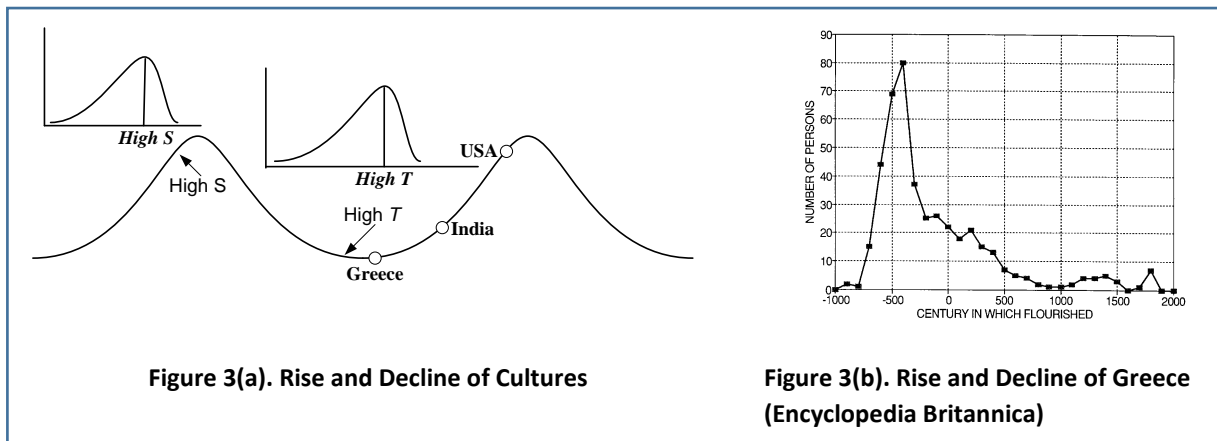 High S
High S
High T
High T
USA
India
Greece
Figure 3(a). Rise and Decline of Cultures
90
80
70
60
50
40
30
20
10
0
NUMBER OF PERSONS
-1000 -500 0 500 1000 1500 2000
CENTURY IN WHICH FLOURISHED
Figure 3(b). Rise and Decline of Greece
(Encyclopedia Britannica)